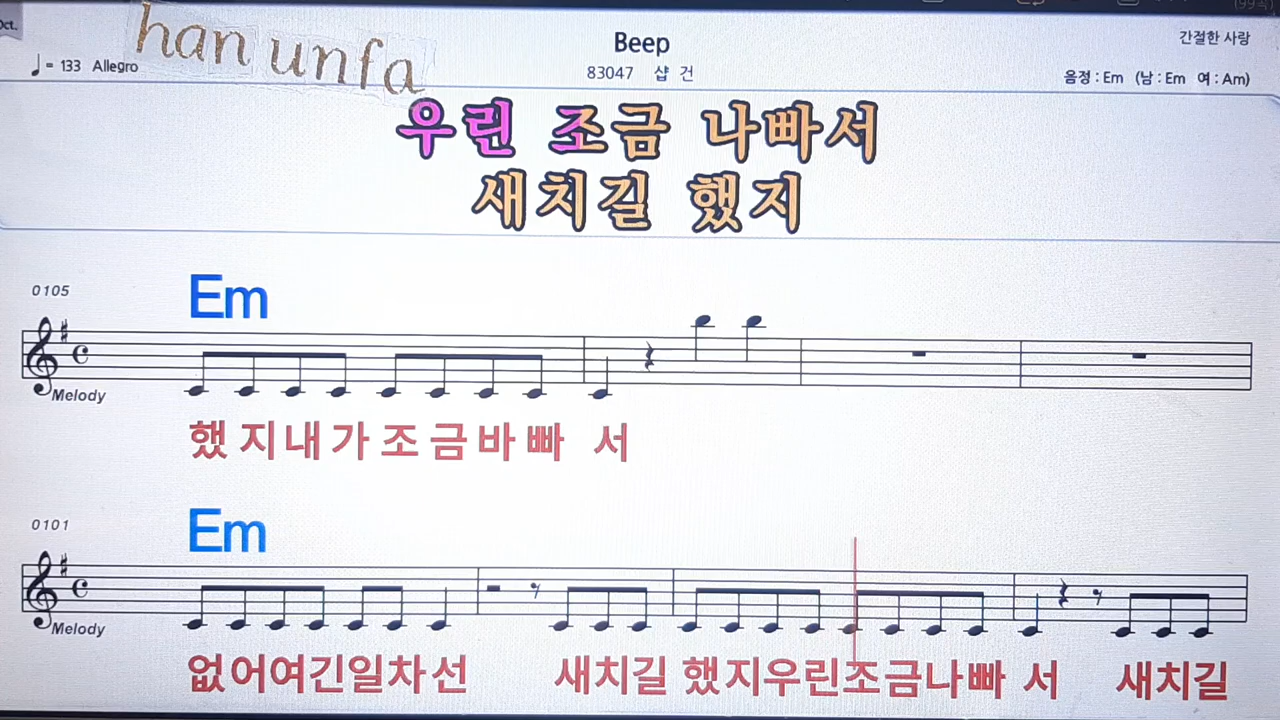 Oct.
han unfa
Beep
간절한 사랑
♩= 133 Allegro
83047 샵 건
음정 : Em (남 : Em 여 : Am)
우린 조금 나빠서
새치길 했지
0105
Em
Melody
했 지 내 가 조 금 바 빠 서
0101
Em
Melody
없어여긴일차선 새치길 했지우린조금나빠 서 새치길